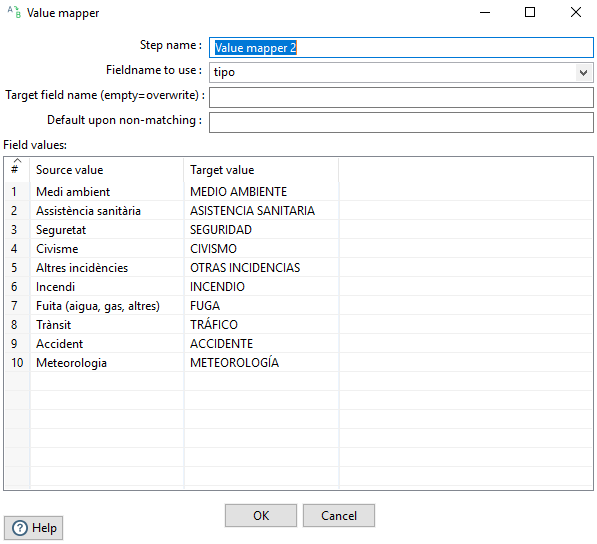 Value mapper
Step name : Value mapper 2
Fieldname to use : tipo
Target field name (empty=overwrite) :
Default upon non-matching :
Field values:
# Source value Target value
1 Medi ambient MEDIO AMBIENTE
2 Assistència sanitària ASISTENCIA SANITARIA
3 Seguretat SEGURIDAD
4 Civisme CIVISMO
5 Altres incidències OTRAS INCIDENCIAS
6 Incendi INCENDIO
7 Fuita (aigua, gas, altres) FUGA
8 Trànsit TRÁFICO
9 Accident ACCIDENTE
10 Meteorologia METEOROLOGÍA
OK Cancel
Help